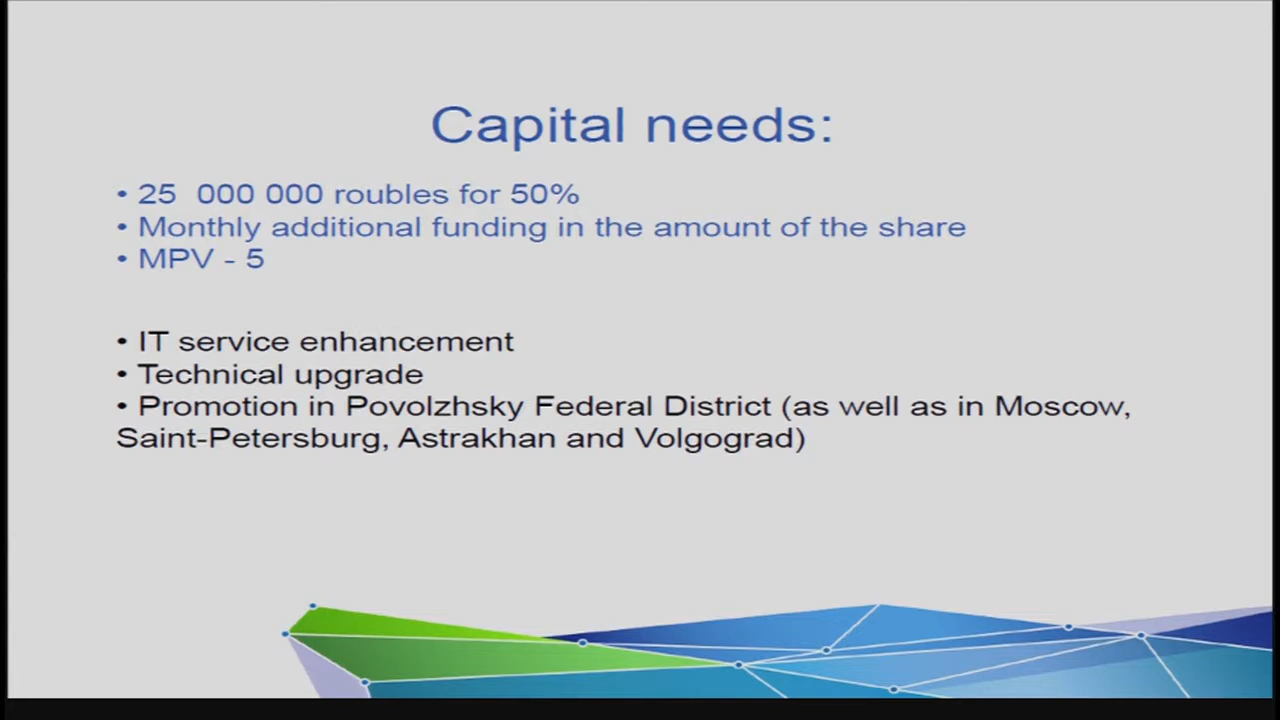 Capital needs:
• 25 000 000 roubles for 50%
• Monthly additional funding in the amount of the share
• MPV - 5
• IT service enhancement
• Technical upgrade
• Promotion in Povolzhsky Federal District (as well as in Moscow,
Saint-Petersburg, Astrakhan and Volgograd)